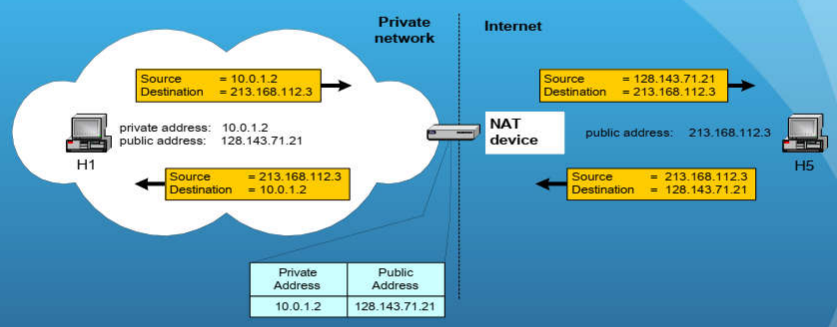 Private
network
Internet
Source = 10.0.1.2
Destination = 213.168.112.3
Source = 128.143.71.21
Destination = 213.168.112.3
private address: 10.0.1.2
public address: 128.143.71.21
H1
NAT
device
public address: 213.168.112.3
H5
Source = 213.168.112.3
Destination = 10.0.1.2
Source = 213.168.112.3
Destination = 128.143.71.21
Private
Address
Public
Address
10.0.1.2
128.143.71.21